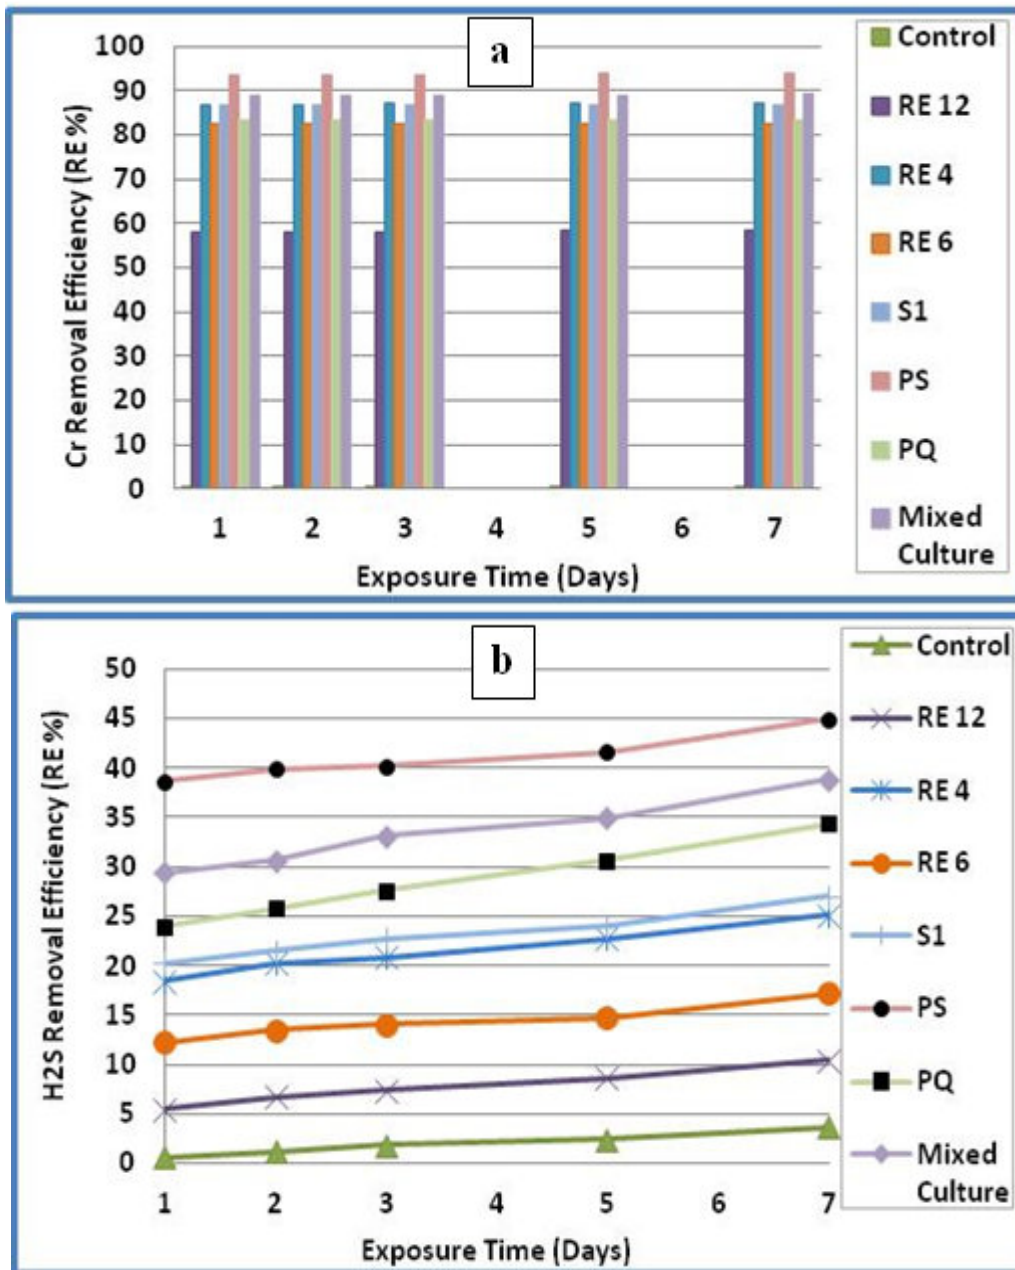 a
Cr Removal Efficiency (RE%)
100
90
80
70
60
50
40
30
20
10
0
1 2 3 4 5 6 7
Exposure Time (Days)
Control
RE 12
RE 4
RE 6
S1
PS
PQ
Mixed
Culture
b
H2S Removal Efficiency (RE%)
50
45
40
35
30
25
20
15
10
5
0
1 2 3 4 5 6 7
Exposure Time (Days)
Control
RE 12
RE 4
RE 6
S1
PS
PQ
Mixed
Culture